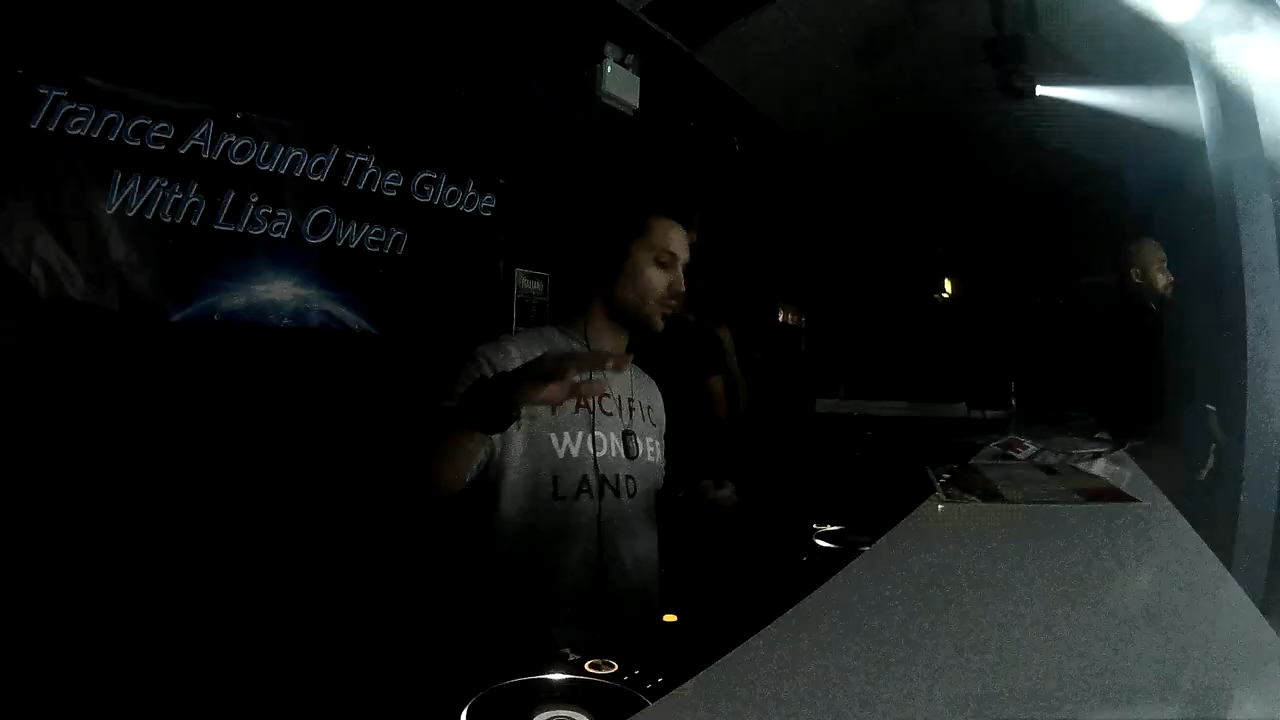 Trance Around The Globe
With Lisa Owen
PACIFIC
WONDER
LAND